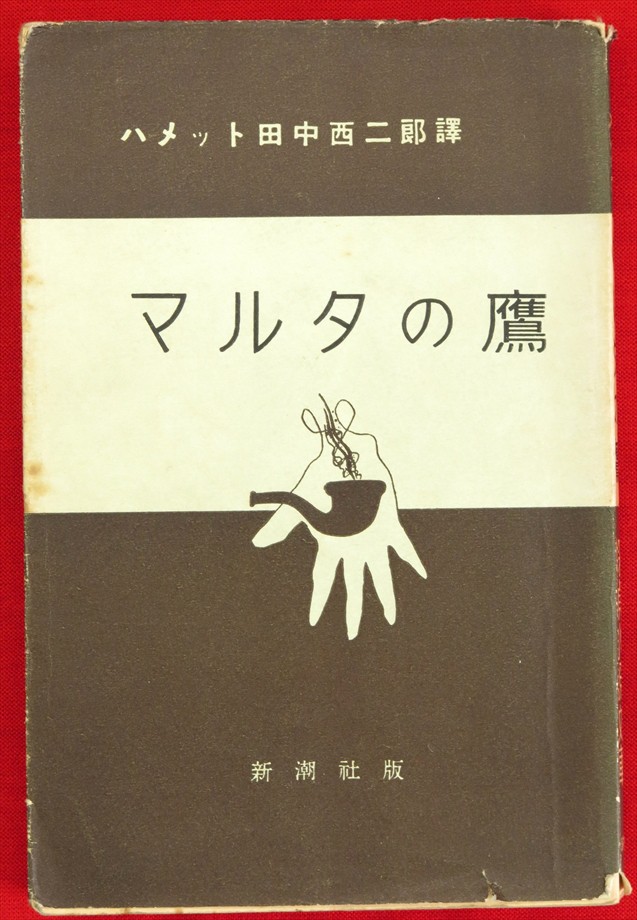 ハメット田中西二郎譯
マルタの鷹
新潮社版